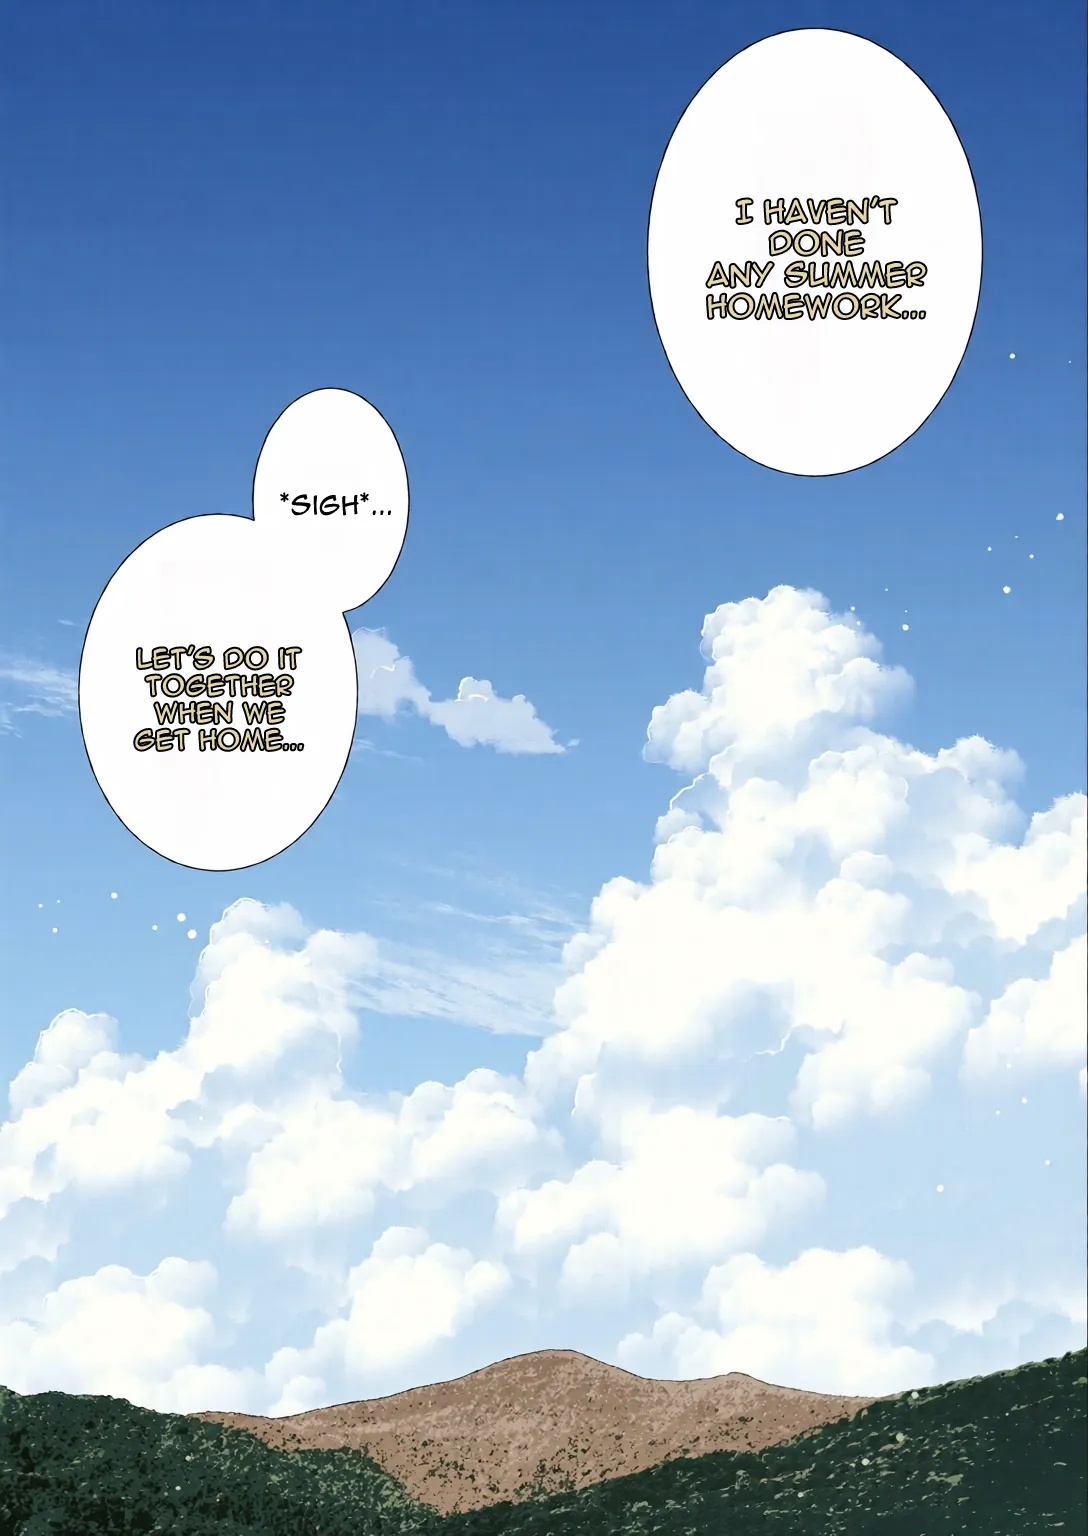 I HAVEN'T
DONE
ANY SUMMER
HOMEWORK...
*SIGH*...
LET'S DO IT
TOGETHER
WHEN WE
GET HOME...